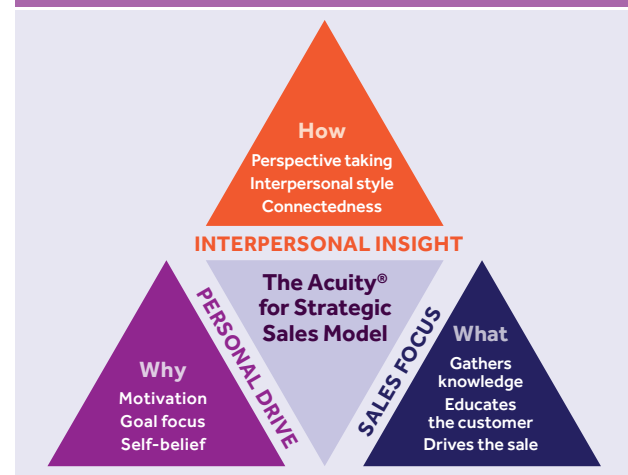 How
Perspective taking
Interpersonal style
Connectedness
INTERPERSONAL INSIGHT
The Acuity®
for Strategic
Sales Model
PERSONAL DRIVE
SALES FOCUS
Why
Motivation
Goal focus
Self-belief
What
Gathers
knowledge
Educates
the customer
Drives the sale